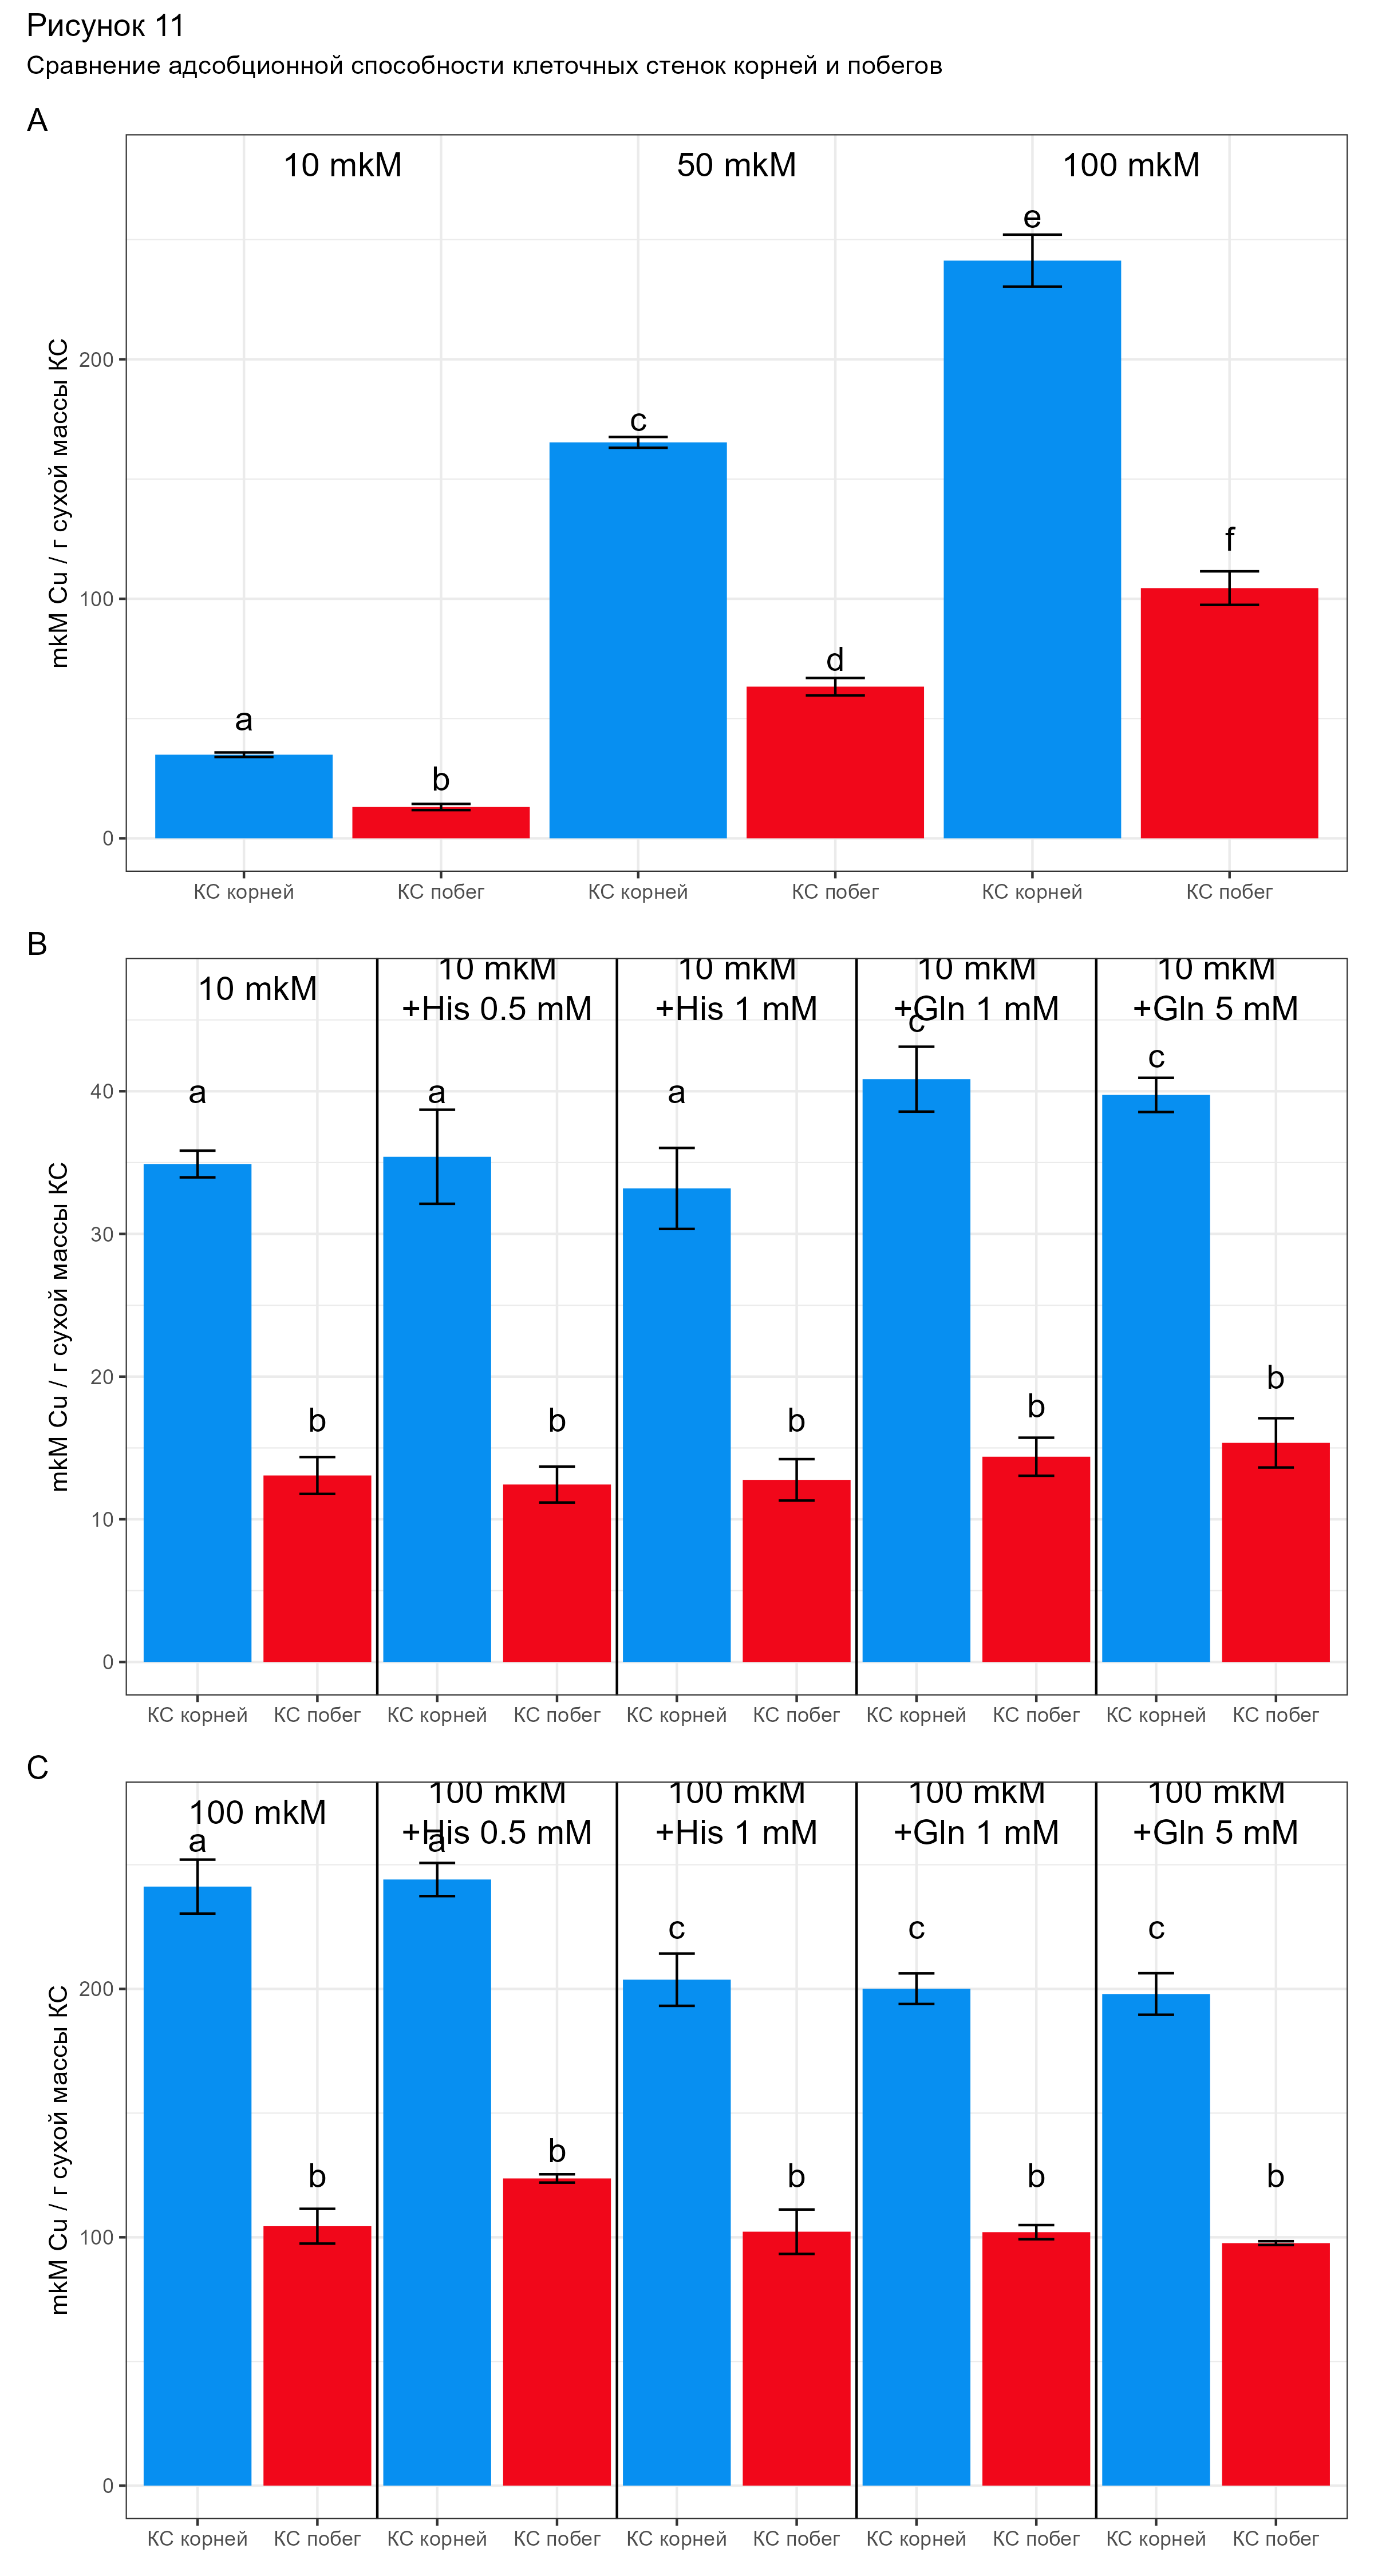 Рисунок 11
Сравнение адсобционной способности клеточных стенок корней и побегов
A
10 mkM 50 mkM 100 mkM
mkM Cu / г сухой массы КС
200
100
0
a b c d e f
КС корней КС побег КС корней КС побег КС корней КС побег
B
10 mkM
10 mkM
+His 0.5 mM
10 mkM
+His 1 mM
10 mkM
+Gln 1 mM
10 mkM
+Gln 5 mM
mkM Cu / г сухой массы КС
40
30
20
10
0
a b a b a b c b c b
КС корней КС побег КС корней КС побег КС корней КС побег КС корней КС побег КС корней КС побег
C
100 mkM
100 mkM
+His 0.5 mM
100 mkM
+His 1 mM
100 mkM
+Gln 1 mM
100 mkM
+Gln 5 mM
mkM Cu / г сухой массы КС
200
100
0
a b a b c b c b c b
КС корней КС побег КС корней КС побег КС корней КС побег КС корней КС побег КС корней КС побег